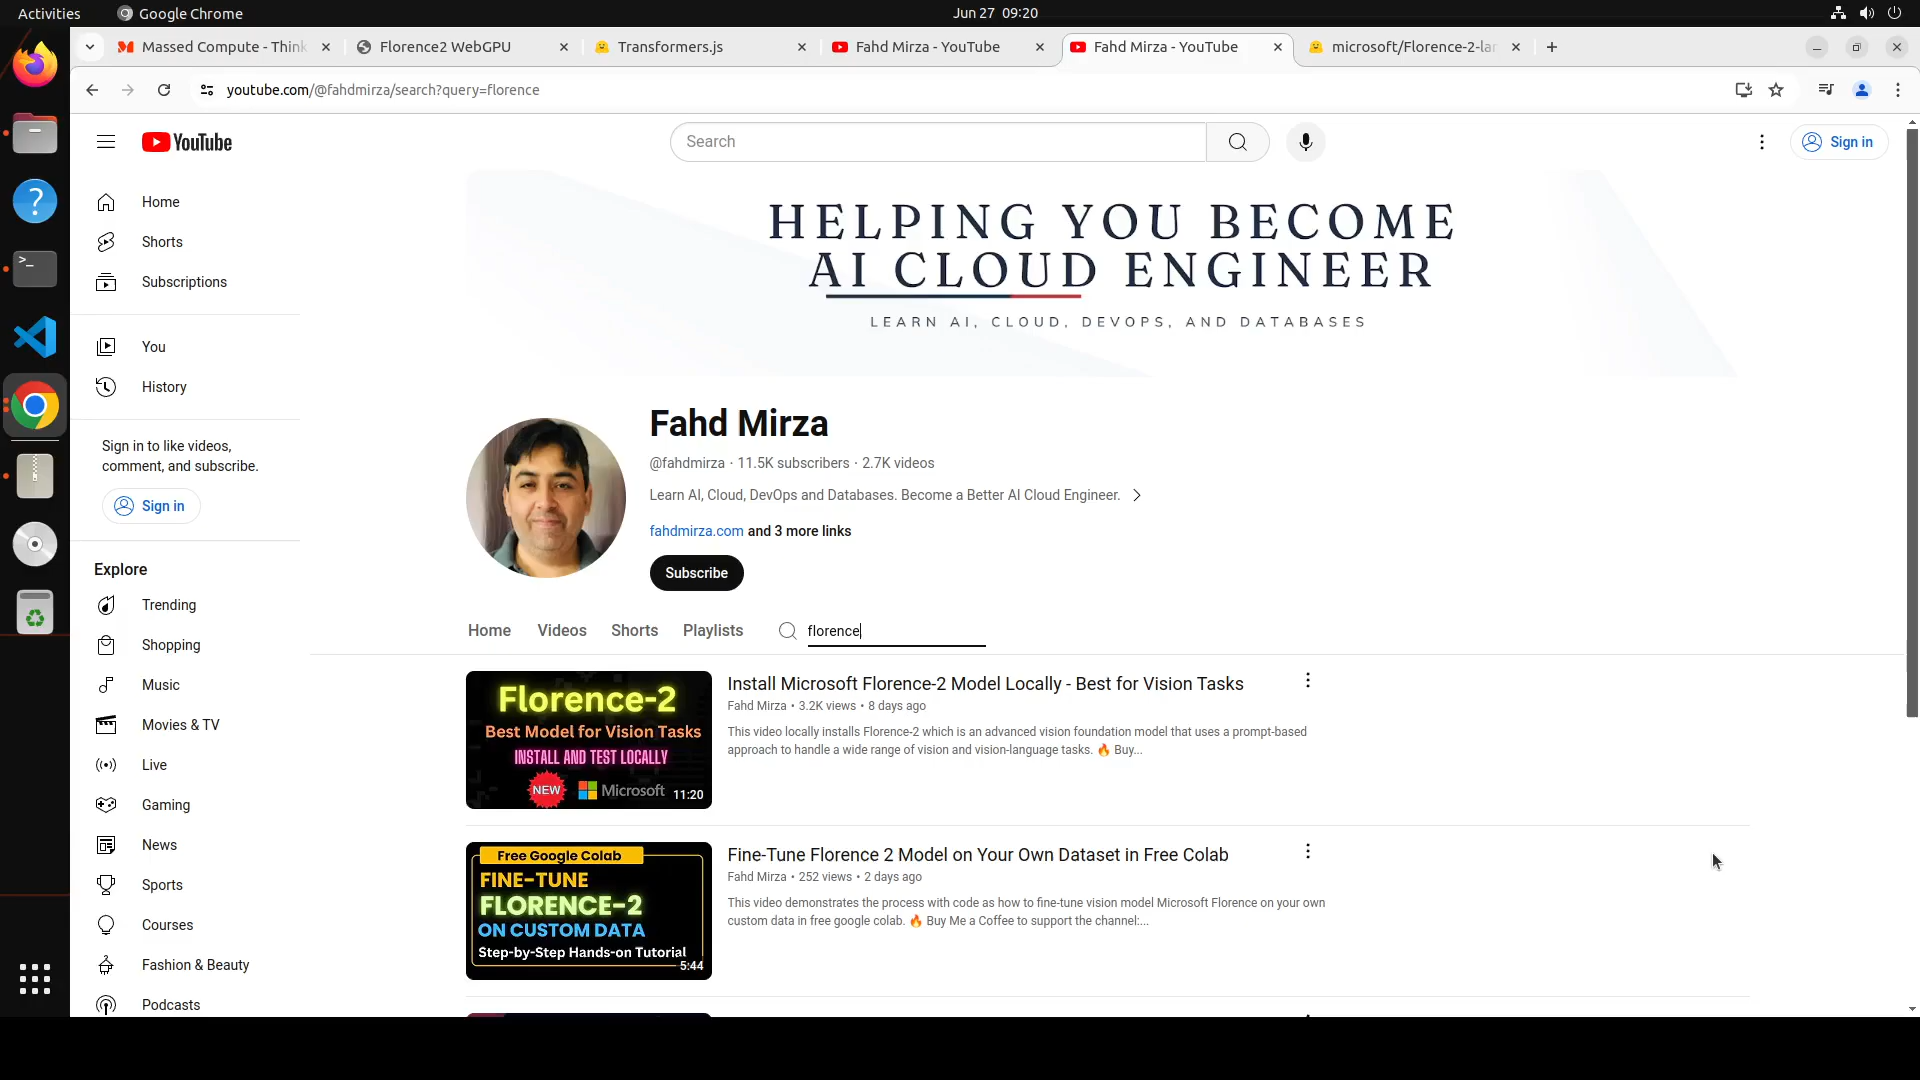 Activities
Google Chrome
Jun 27 09:20
Massed Compute - Think
Florence2 WebGPU
Transformers.js
Fahd Mirza - YouTube
Fahd Mirza - YouTube
microsoft/Florence-2-lar
youtube.com/@fahdmirza/search?query=florence
YouTube
Search
Sign in
Home
Shorts
Subscriptions
You
History
Sign in to like videos,
comment, and subscribe.
Sign in
Explore
Trending
Shopping
Music
Movies & TV
Live
Gaming
News
Sports
Courses
Fashion & Beauty
Podcasts
HELPING YOU BECOME
AI CLOUD ENGINEER
LEARN AI, CLOUD, DEVOPS, AND DATABASES
Fahd Mirza
@fahdmirza · 11.5K subscribers · 2.7K videos
Learn AI, Cloud, DevOps and Databases. Become a Better AI Cloud Engineer.
fahdmirza.com and 3 more links
Subscribe
Home
Videos
Shorts
Playlists
florence
Florence-2
Best Model for Vision Tasks
INSTALL AND TEST LOCALLY
NEW
Microsoft
11:20
Install Microsoft Florence-2 Model Locally - Best for Vision Tasks
Fahd Mirza • 3.2K views • 8 days ago
This video locally installs Florence-2 which is an advanced vision foundation model that uses a prompt-based
approach to handle a wide range of vision and vision-language tasks. 🔥 Buy...
Free Google Colab
FINE-TUNE
FLORENCE-2
ON CUSTOM DATA
Step-by-Step Hands-on Tutorial
5:44
Fine-Tune Florence 2 Model on Your Own Dataset in Free Colab
Fahd Mirza • 252 views • 2 days ago
This video demonstrates the process with code as how to fine-tune vision model Microsoft Florence on your own
custom data in free google colab. 🔥 Buy Me a Coffee to support the channel:...